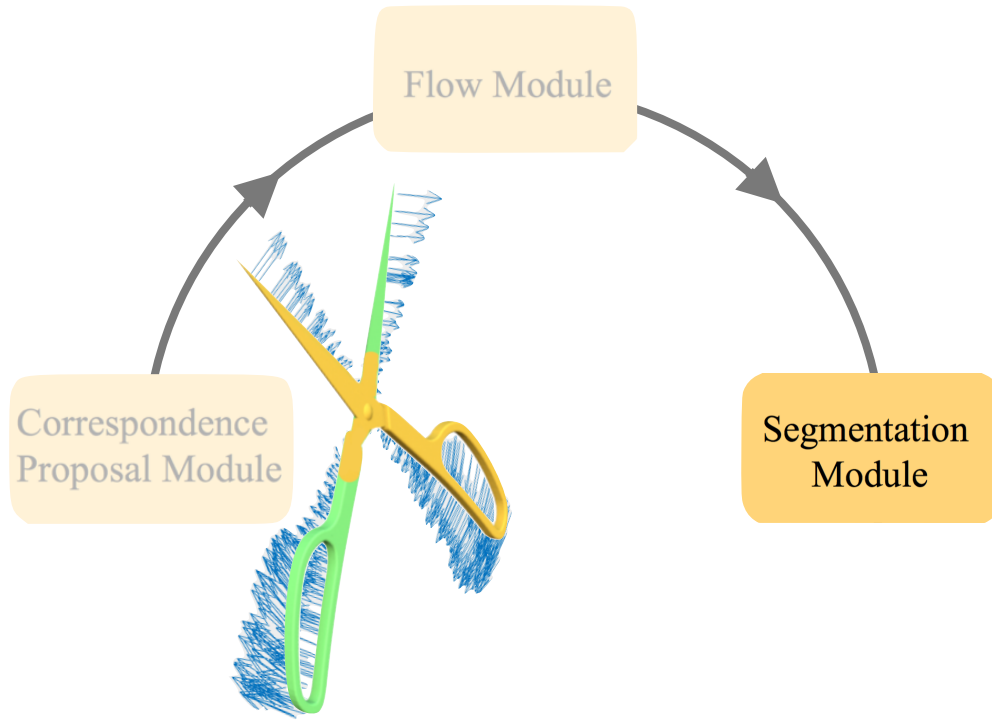 Flow Module
Correspondence
Proposal Module
Segmentation
Module